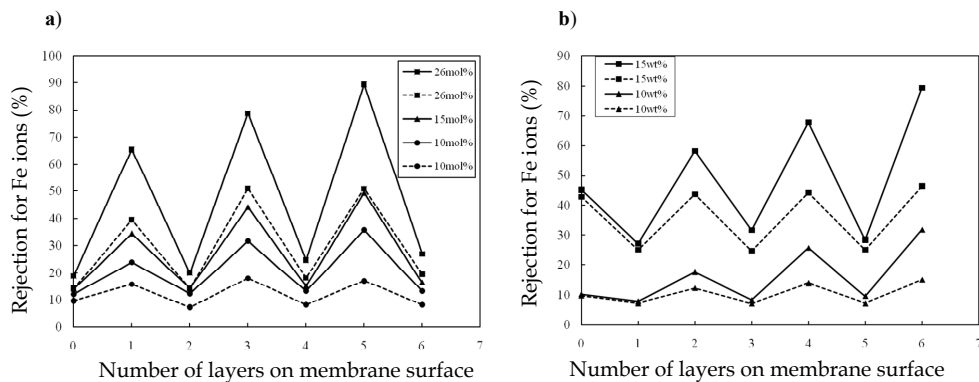 a)
Rejection for Fe ions (%)
100
90
80
70
60
50
40
30
20
10
0
0 1 2 3 4 5 6 7
Number of layers on membrane surface
26mol%
26mol%
15mol%
10mol%
10mol%
b)
Rejection for Fe ions (%)
90
80
70
60
50
40
30
20
10
0
0 1 2 3 4 5 6 7
Number of layers on membrane surface
15wt%
15wt%
10wt%
10wt%